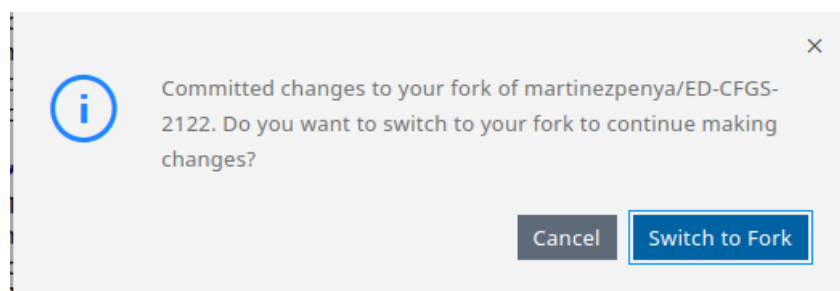 Committed changes to your fork of martinezpenya/ED-CFGS-
2122. Do you want to switch to your fork to continue making
changes?
Cancel
Switch to Fork